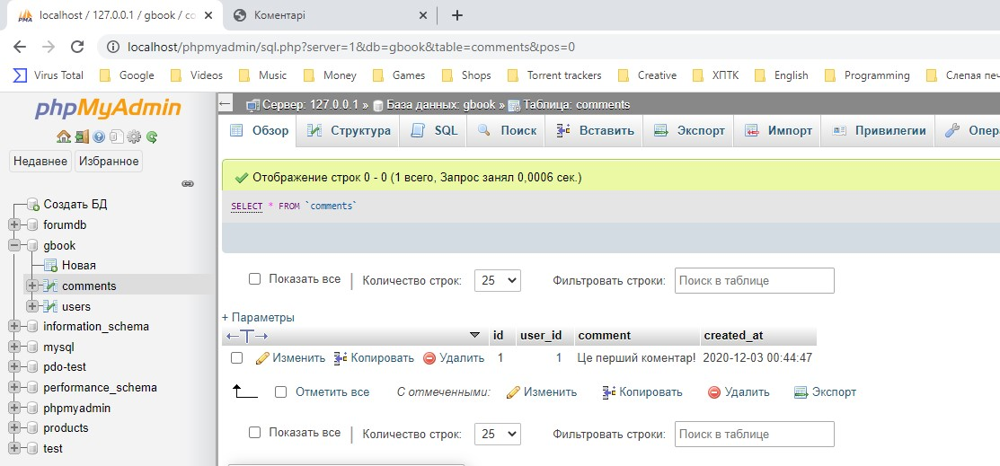 localhost / 127.0.0.1 / gbook / co
Коментарі
localhost/phpmyadmin/sql.php?server=1&db=gbook&table=comments&pos=0
Virus Total Google Videos Music Money Games Shops Torrent trackers Creative ХПТК English Programming Слепая печ
phpMyAdmin
Недавнее Избранное
Создать БД
forumdb
gbook
Новая
comments
users
information_schema
mysql
pdo-test
performance_schema
phpmyadmin
products
test
Сервер: 127.0.0.1 » База данных: gbook » Таблица: comments
Обзор Структура SQL Поиск Вставить Экспорт Импорт Привилегии Опер
Отображение строк 0 - 0 (1 всего, Запрос занял 0,0006 сек.)
SELECT * FROM `comments`
Показать все | Количество строк: 25 Фильтровать строки: Поиск в таблице
+ Параметры
←T→ id user_id comment created_at
Изменить Копировать Удалить 1 1 Це перший коментар! 2020-12-03 00:44:47
Отметить все С отмеченными: Изменить Копировать Удалить Экспорт
Показать все | Количество строк: 25 Фильтровать строки: Поиск в таблице